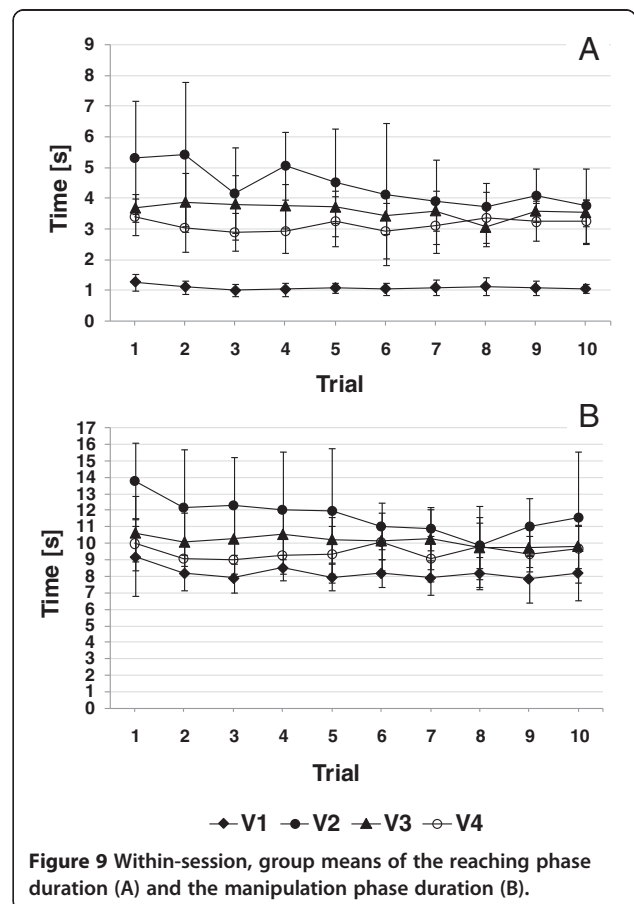 A
Time [s]
9
8
7
6
5
4
3
2
1
0
1 2 3 4 5 6 7 8 9 10
Trial
B
Time [s]
17
16
15
14
13
12
11
10
9
8
7
6
5
4
3
2
1
0
1 2 3 4 5 6 7 8 9 10
Trial
V1 V2 V3 V4
Figure 9 Within-session, group means of the reaching phase
duration (A) and the manipulation phase duration (B).